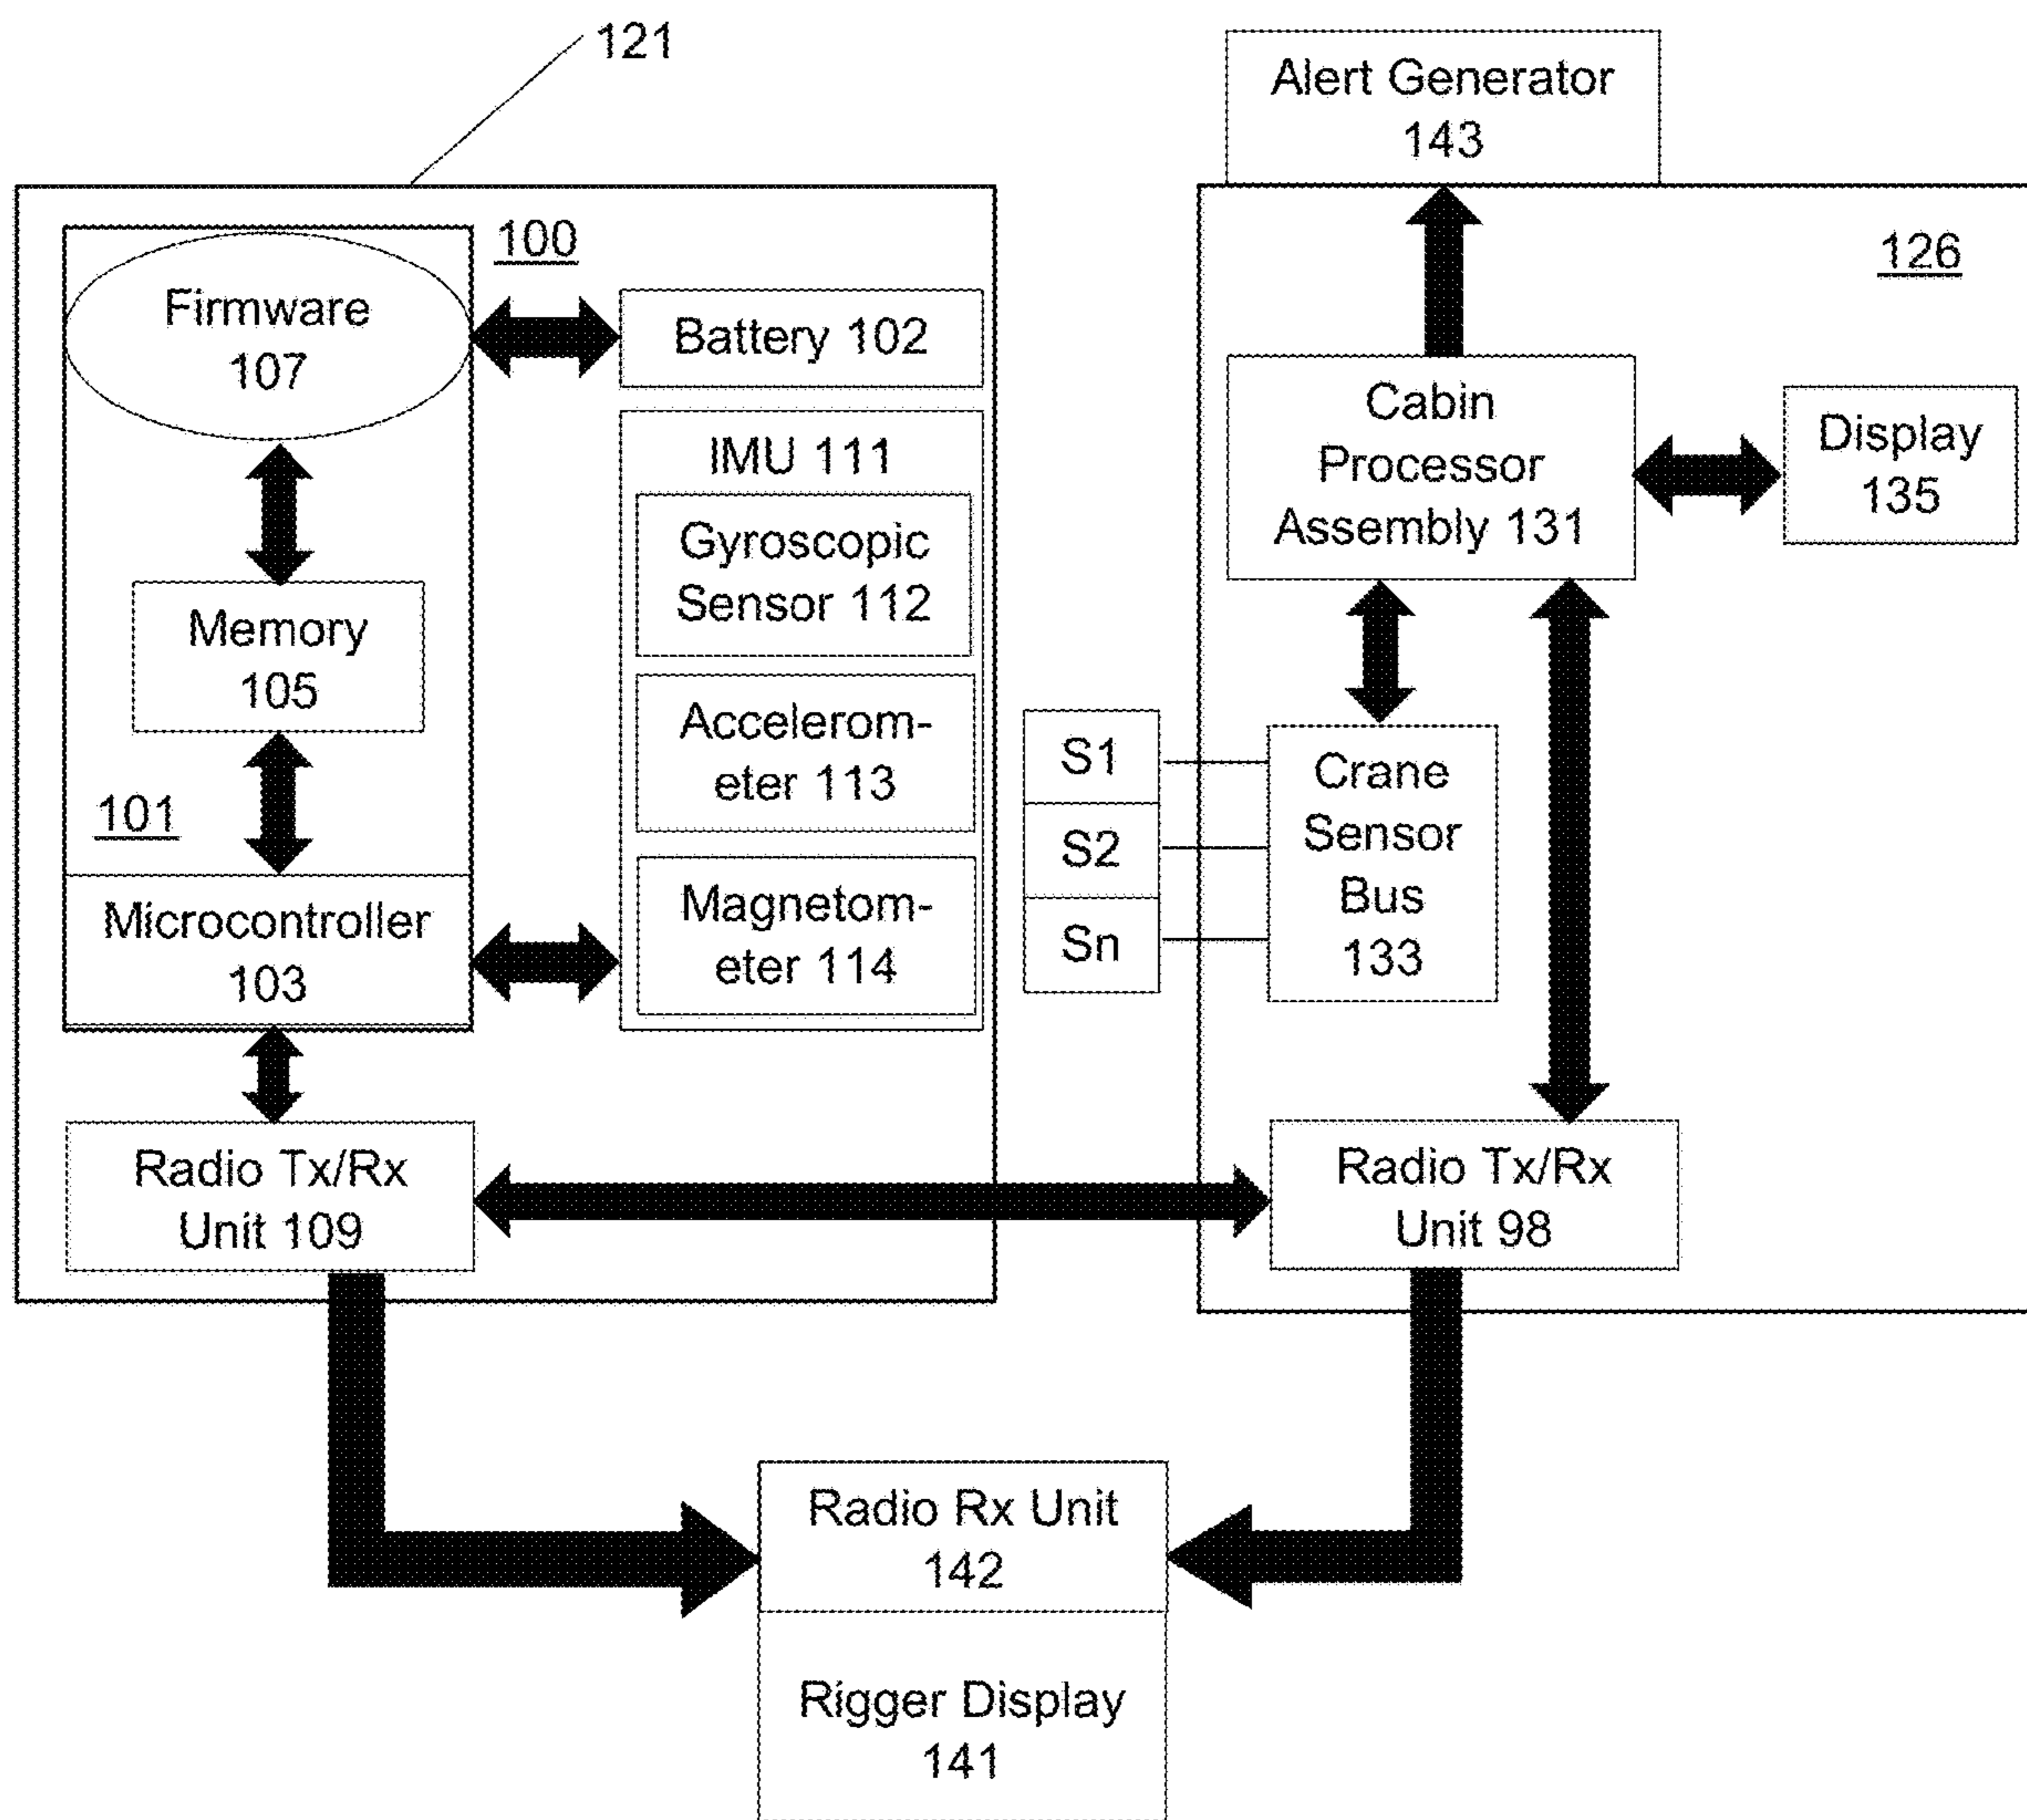 121
100
Firmware
107
Battery 102
Memory
105
101
Microcontroller
103
IMU 111
Gyroscopic
Sensor 112
Accelerom-
eter 113
Magnetom-
eter 114
Radio Tx/Rx
Unit 109
Alert Generator
143
126
Cabin
Processor
Assembly 131
Display
135
S1
S2
Sn
Crane
Sensor
Bus
133
Radio Tx/Rx
Unit 98
Radio Rx Unit
142
Rigger Display
141